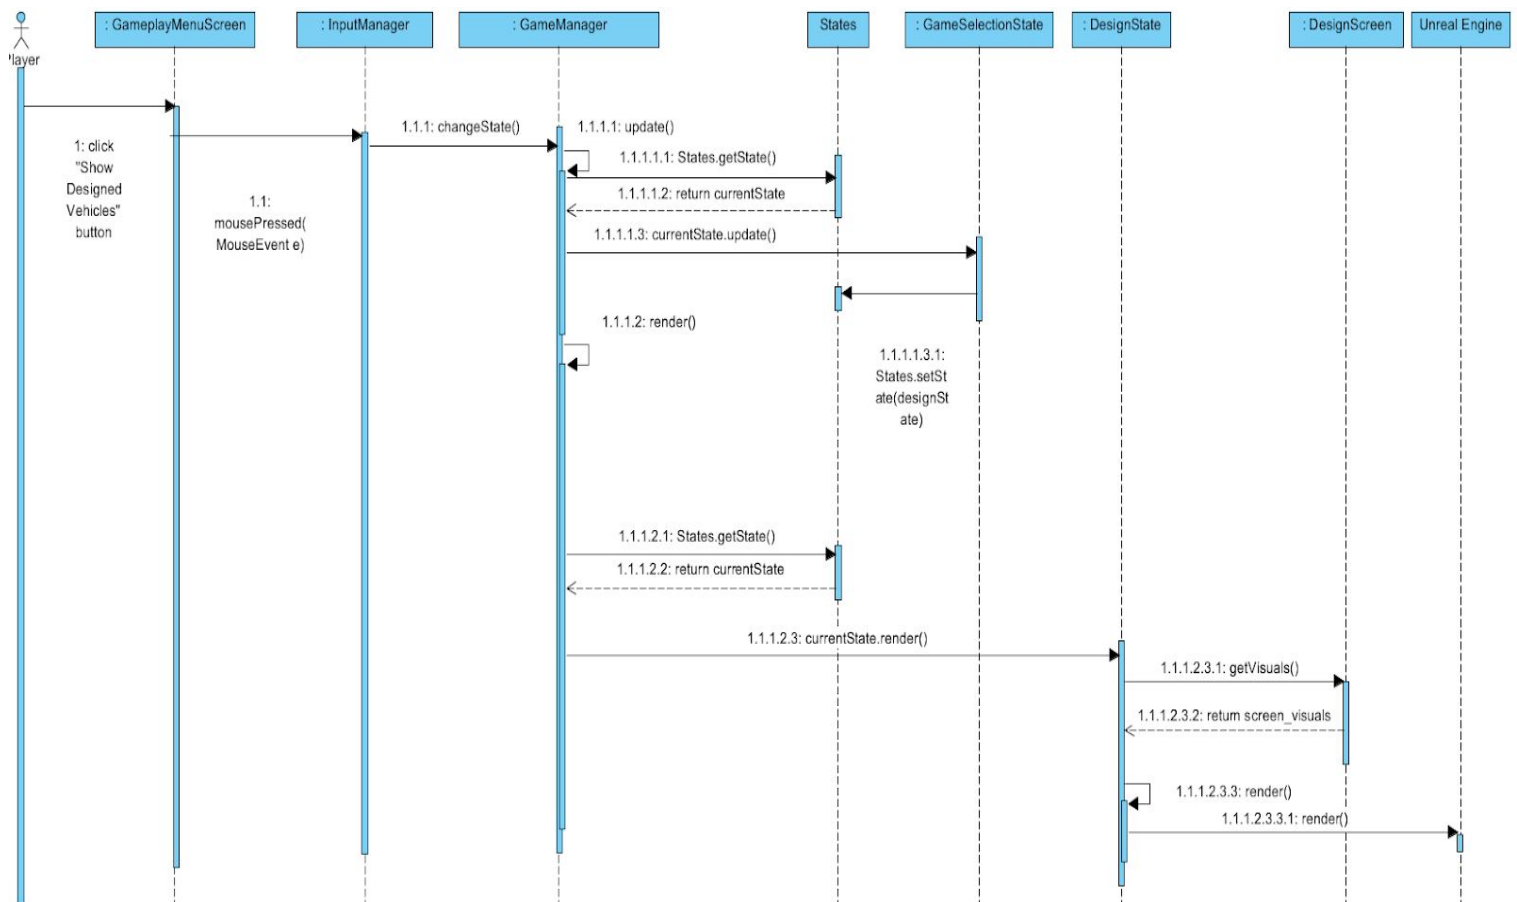 : GameplayMenuScreen
: InputManager
: GameManager
States
: GameSelectionState
: DesignState
: DesignScreen
Unreal Engine
Player
1: click
"Show
Designed
Vehicles"
button
1.1:
mousePressed(
MouseEvent e)
1.1.1: changeState()
1.1.1.1: update()
1.1.1.1.1: States.getState()
1.1.1.1.2: return currentState
1.1.1.1.3: currentState.update()
1.1.1.1.3.1:
States.setSt
ate(designSt
ate)
1.1.1.2: render()
1.1.1.2.1: States.getState()
1.1.1.2.2: return currentState
1.1.1.2.3: currentState.render()
1.1.1.2.3.1: getVisuals()
1.1.1.2.3.2: return screen_visuals
1.1.1.2.3.3: render()
1.1.1.2.3.3.1: render()